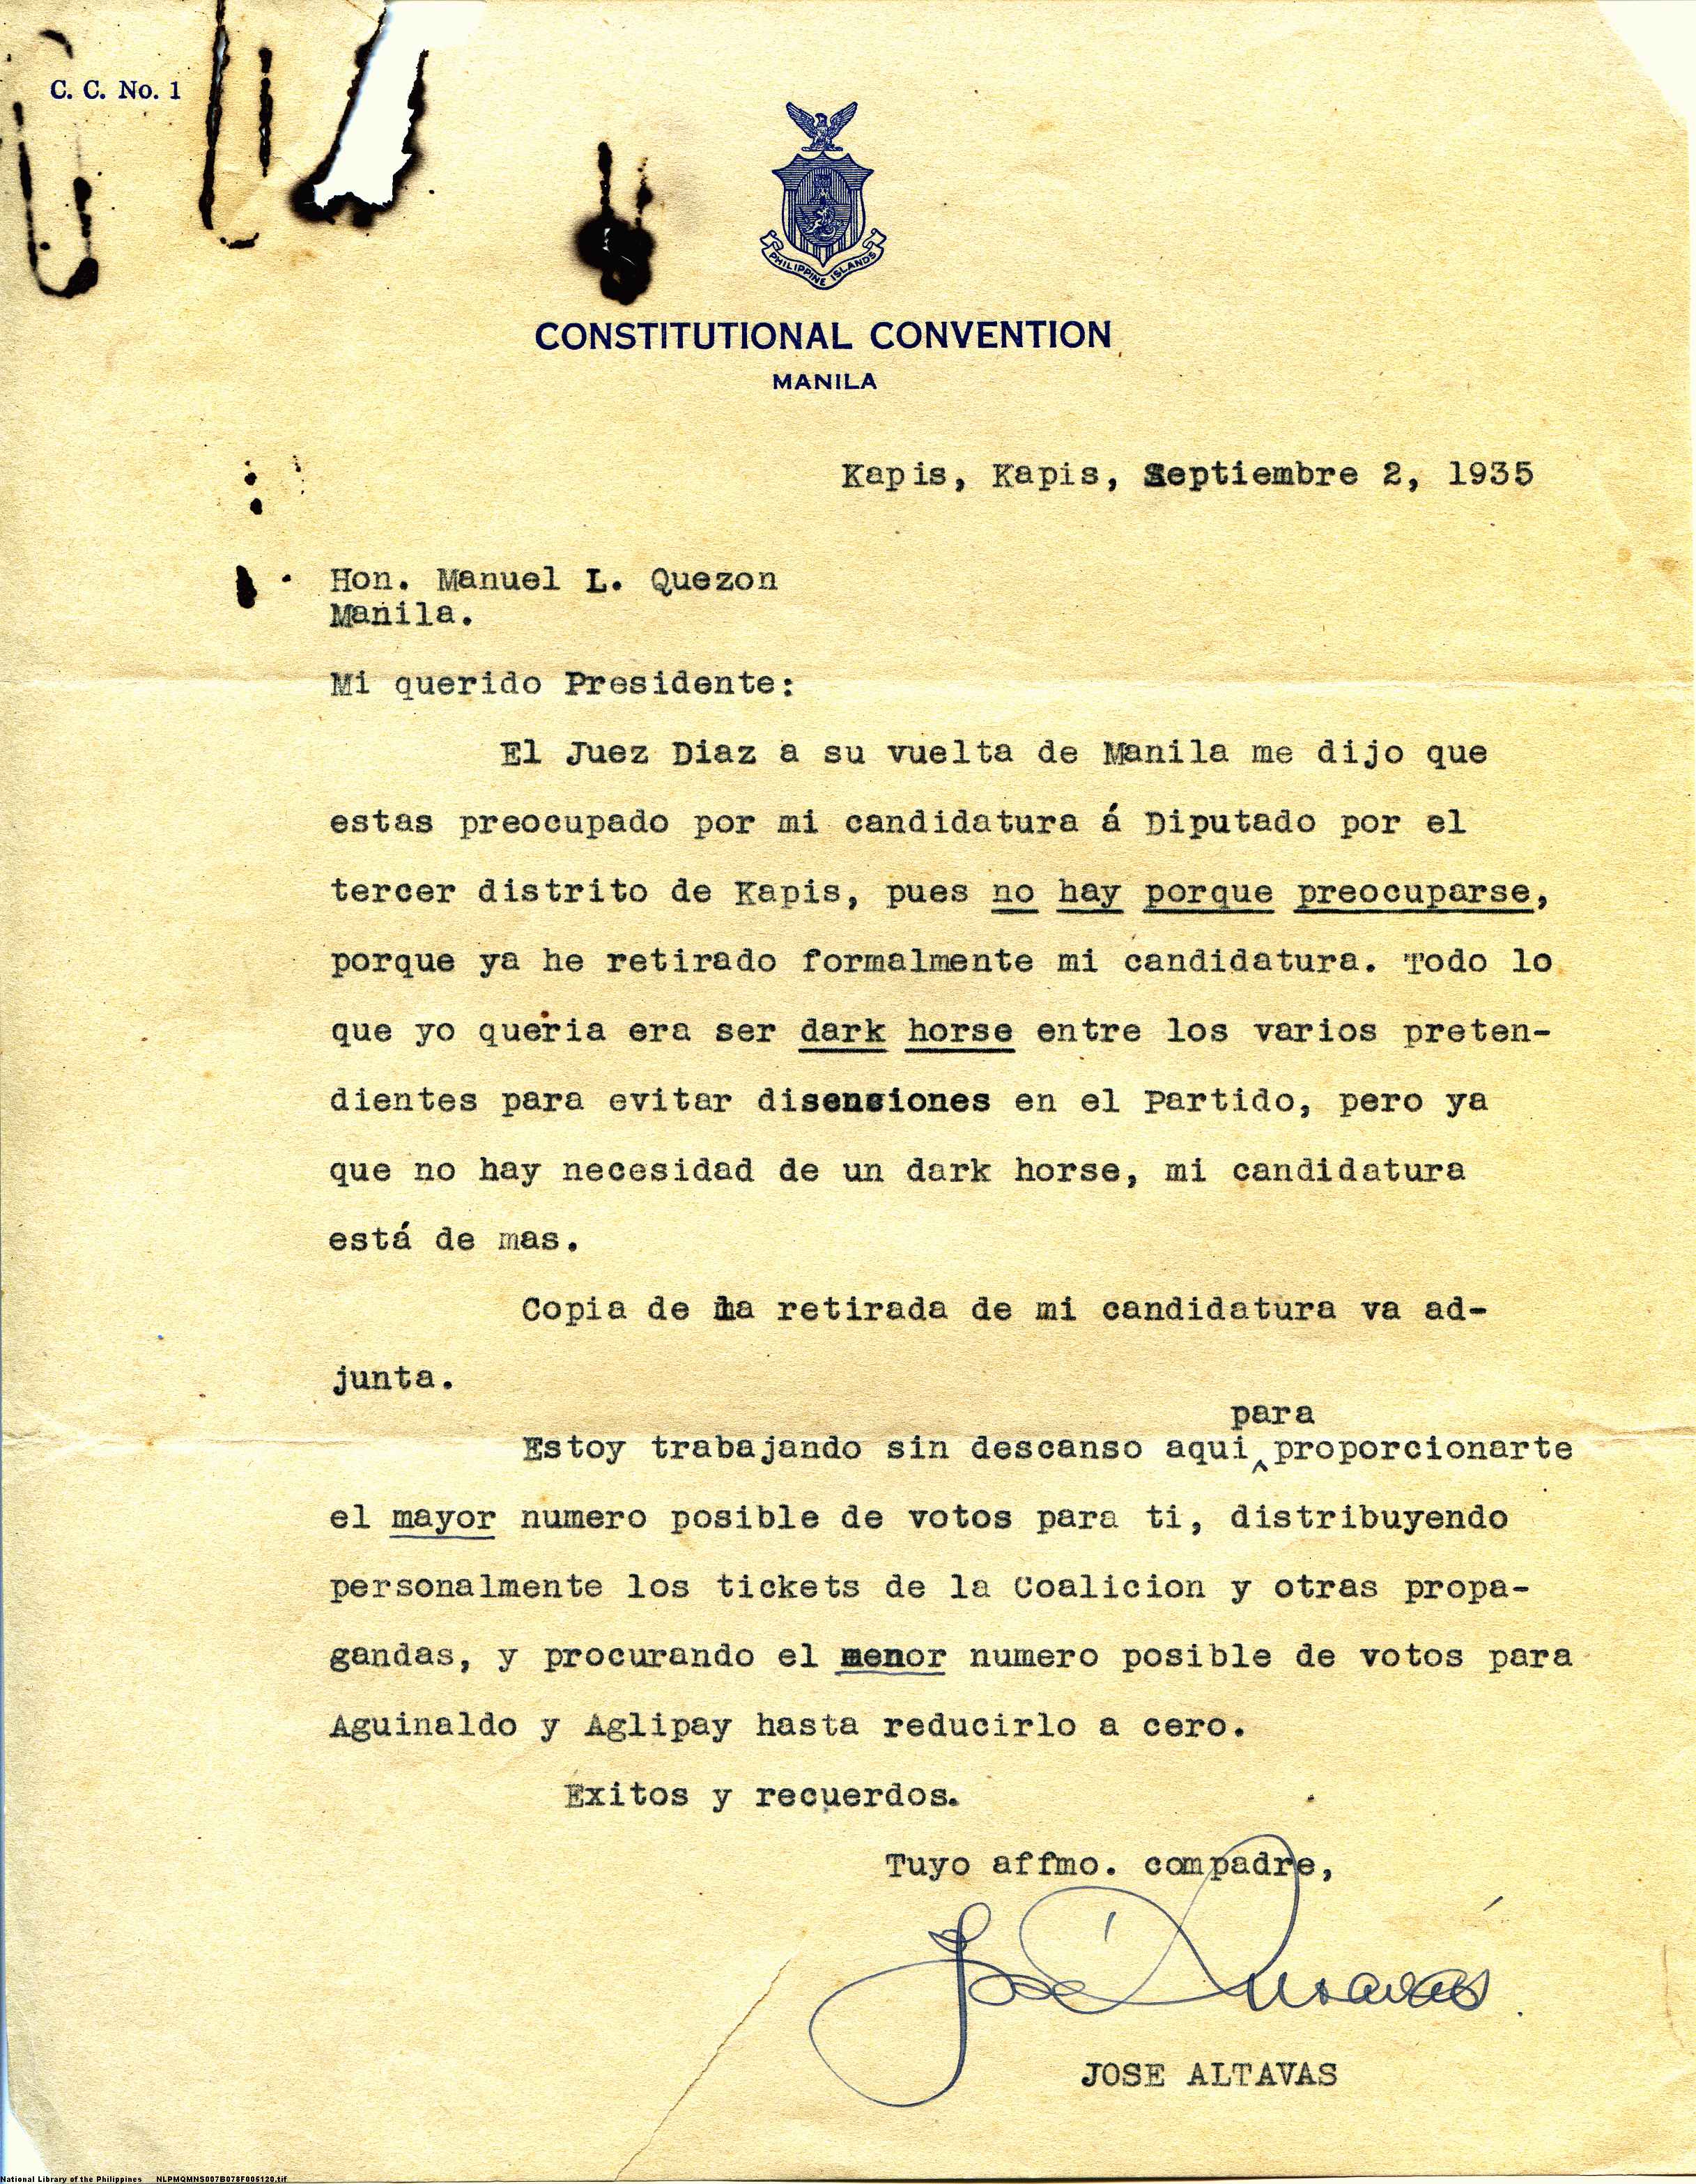 C. C. No. 1
PHILIPPINE ISLANDS
CONSTITUTIONAL CONVENTION
MANILA
Kapis, Kapis, Septiembre 2, 1935
Hon. Manuel L. Quezon
Manila.
Mi querido Presidente:
El Juez Diaz a su vuelta de Manila me dijo que
estas preocupado por mi candidatura á Diputado por el
tercer distrito de Kapis, pues no hay porque preocuparse,
porque ya he retirado formalmente mi candidatura. Todo lo
que yo queria era ser dark horse entre los varios preten-
dientes para evitar disensiones en el Partido, pero ya
que no hay necesidad de un dark horse, mi candidatura
está de mas.
Copia de la retirada de mi candidatura va ad-
junta.
para
Estoy trabajando sin descanso aqui ^ proporcionarte
el mayor numero posible de votos para ti, distribuyendo
personalmente los tickets de la Coalicion y otras propa-
gandas, y procurando el menor numero posible de votos para
Aguinaldo y Aglipay hasta reducirlo a cero.
Exitos y recuerdos.
Tuyo affmo. compadre,
Jose Altavas
JOSE ALTAVAS
National Library of the Philippines NLPMQMNS007B078F005120.tif